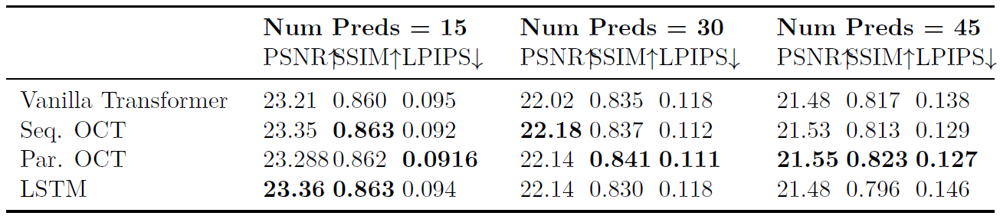 Num Preds = 15 Num Preds = 30 Num Preds = 45
PSNR↑ SSIM↑ LPIPS↓ PSNR↑ SSIM↑ LPIPS↓ PSNR↑ SSIM↑ LPIPS↓
Vanilla Transformer 23.21 0.860 0.095 22.02 0.835 0.118 21.48 0.817 0.138
Seq. OCT 23.35 0.863 0.092 22.18 0.837 0.112 21.53 0.813 0.129
Par. OCT 23.288 0.862 0.0916 22.14 0.841 0.111 21.55 0.823 0.127
LSTM 23.36 0.863 0.094 22.14 0.830 0.118 21.48 0.796 0.146